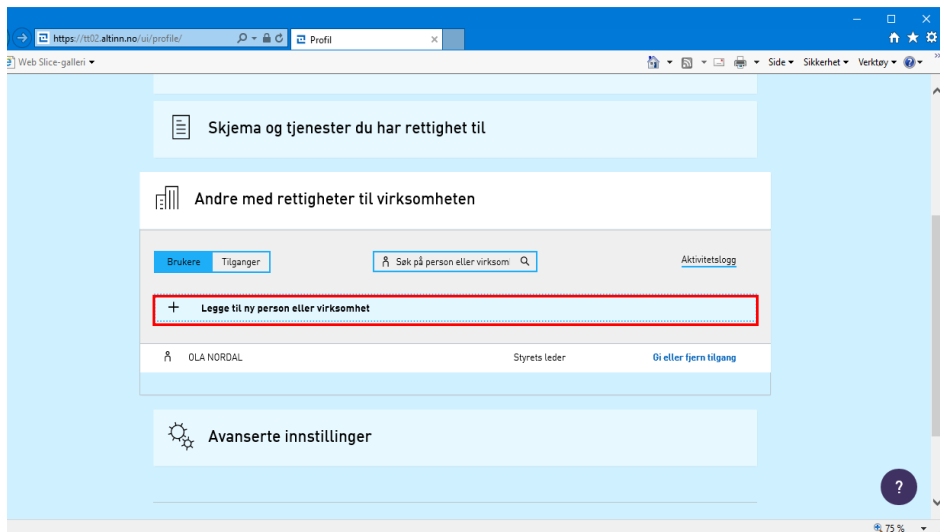 https://tt02.altinn.no/ui/profile/
Profil
Web Slice-galleri
Side Sikkerhet Verktøy
Skjema og tjenester du har rettighet til
Andre med rettigheter til virksomheten
Brukere Tilganger Søk på person eller virksom Aktivitetslogg
+ Legge til ny person eller virksomhet
OLA NORDAL Styrets leder Gi eller fjern tilgang
Avanserte innstillinger
?
75 %